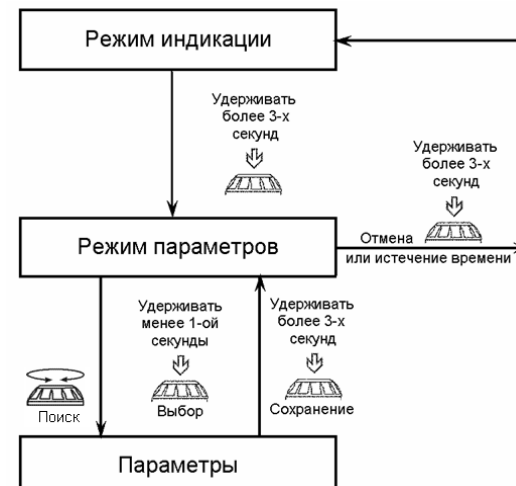 Режим индикации
Удерживать
более 3-х
секунд
Удерживать
более 3-х
секунд
Режим параметров
Отмена
или истечение времени
Удерживать
менее 1-ой
секунды
Удерживать
более 3-х
секунд
Поиск
Выбор
Сохранение
Параметры